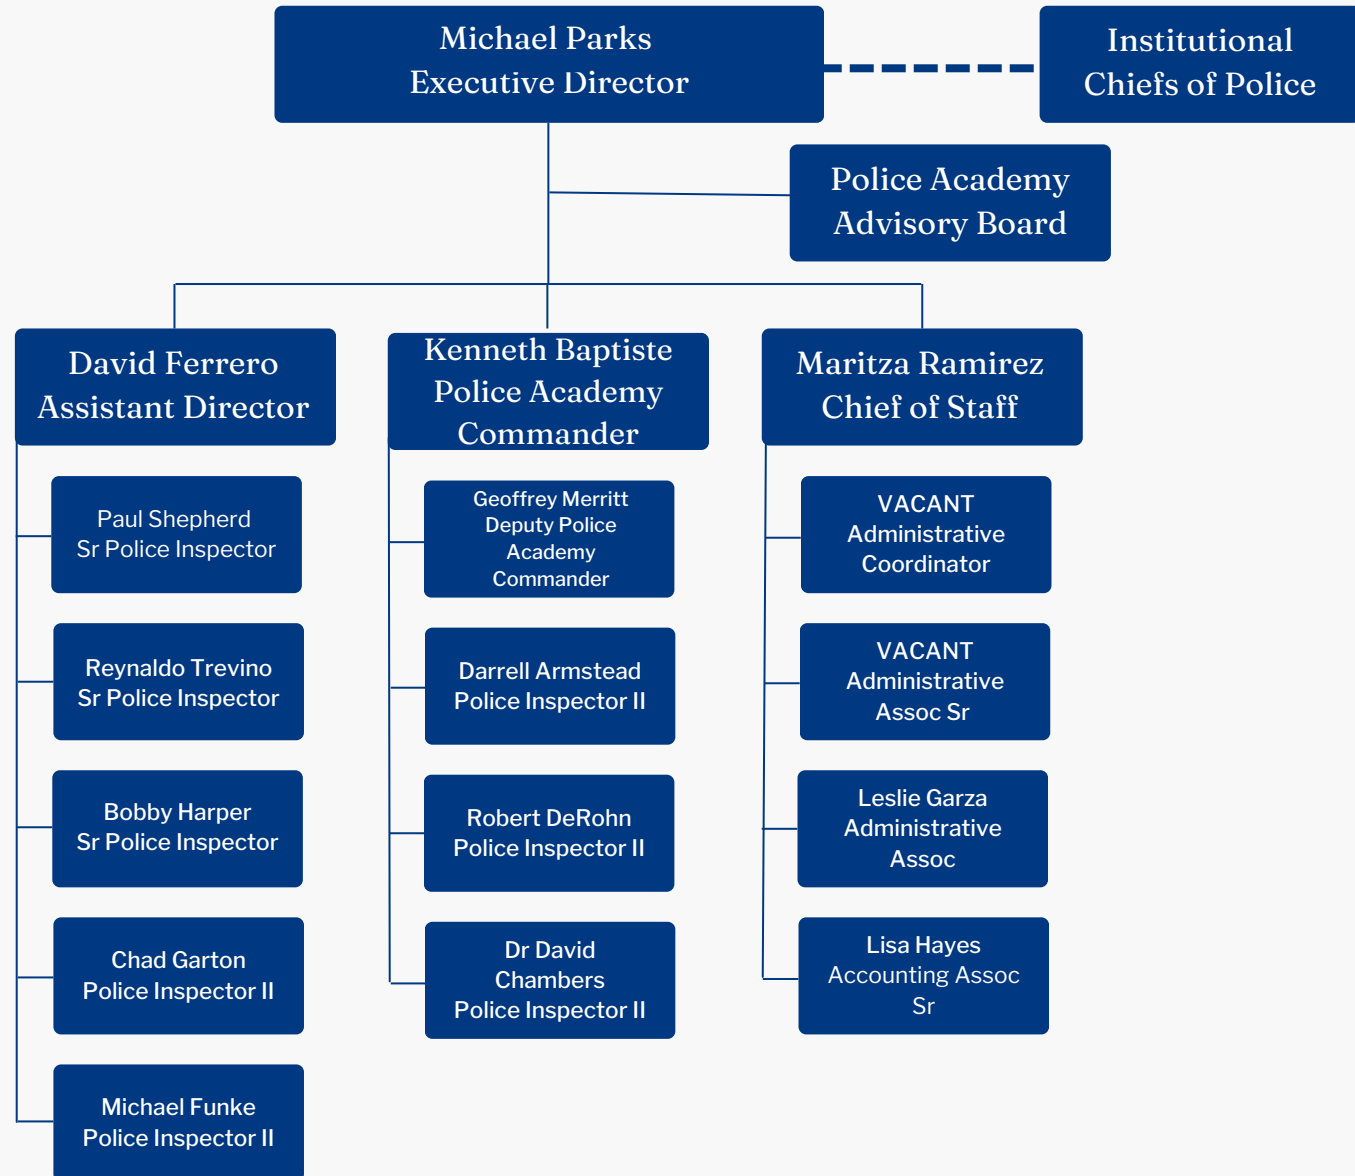 Michael Parks
Executive Director
Institutional
Chiefs of Police
Police Academy
Advisory Board
David Ferrero
Assistant Director
Paul Shepherd
Sr Police Inspector
Reynaldo Trevino
Sr Police Inspector
Bobby Harper
Sr Police Inspector
Chad Garton
Police Inspector II
Michael Funke
Police Inspector II
Kenneth Baptiste
Police Academy
Commander
Geoffrey Merritt
Deputy Police
Academy
Commander
Darrell Armstead
Police Inspector II
Robert DeRohn
Police Inspector II
Dr David
Chambers
Police Inspector II
Maritza Ramirez
Chief of Staff
VACANT
Administrative
Coordinator
VACANT
Administrative
Assoc Sr
Leslie Garza
Administrative
Assoc
Lisa Hayes
Accounting Assoc
Sr